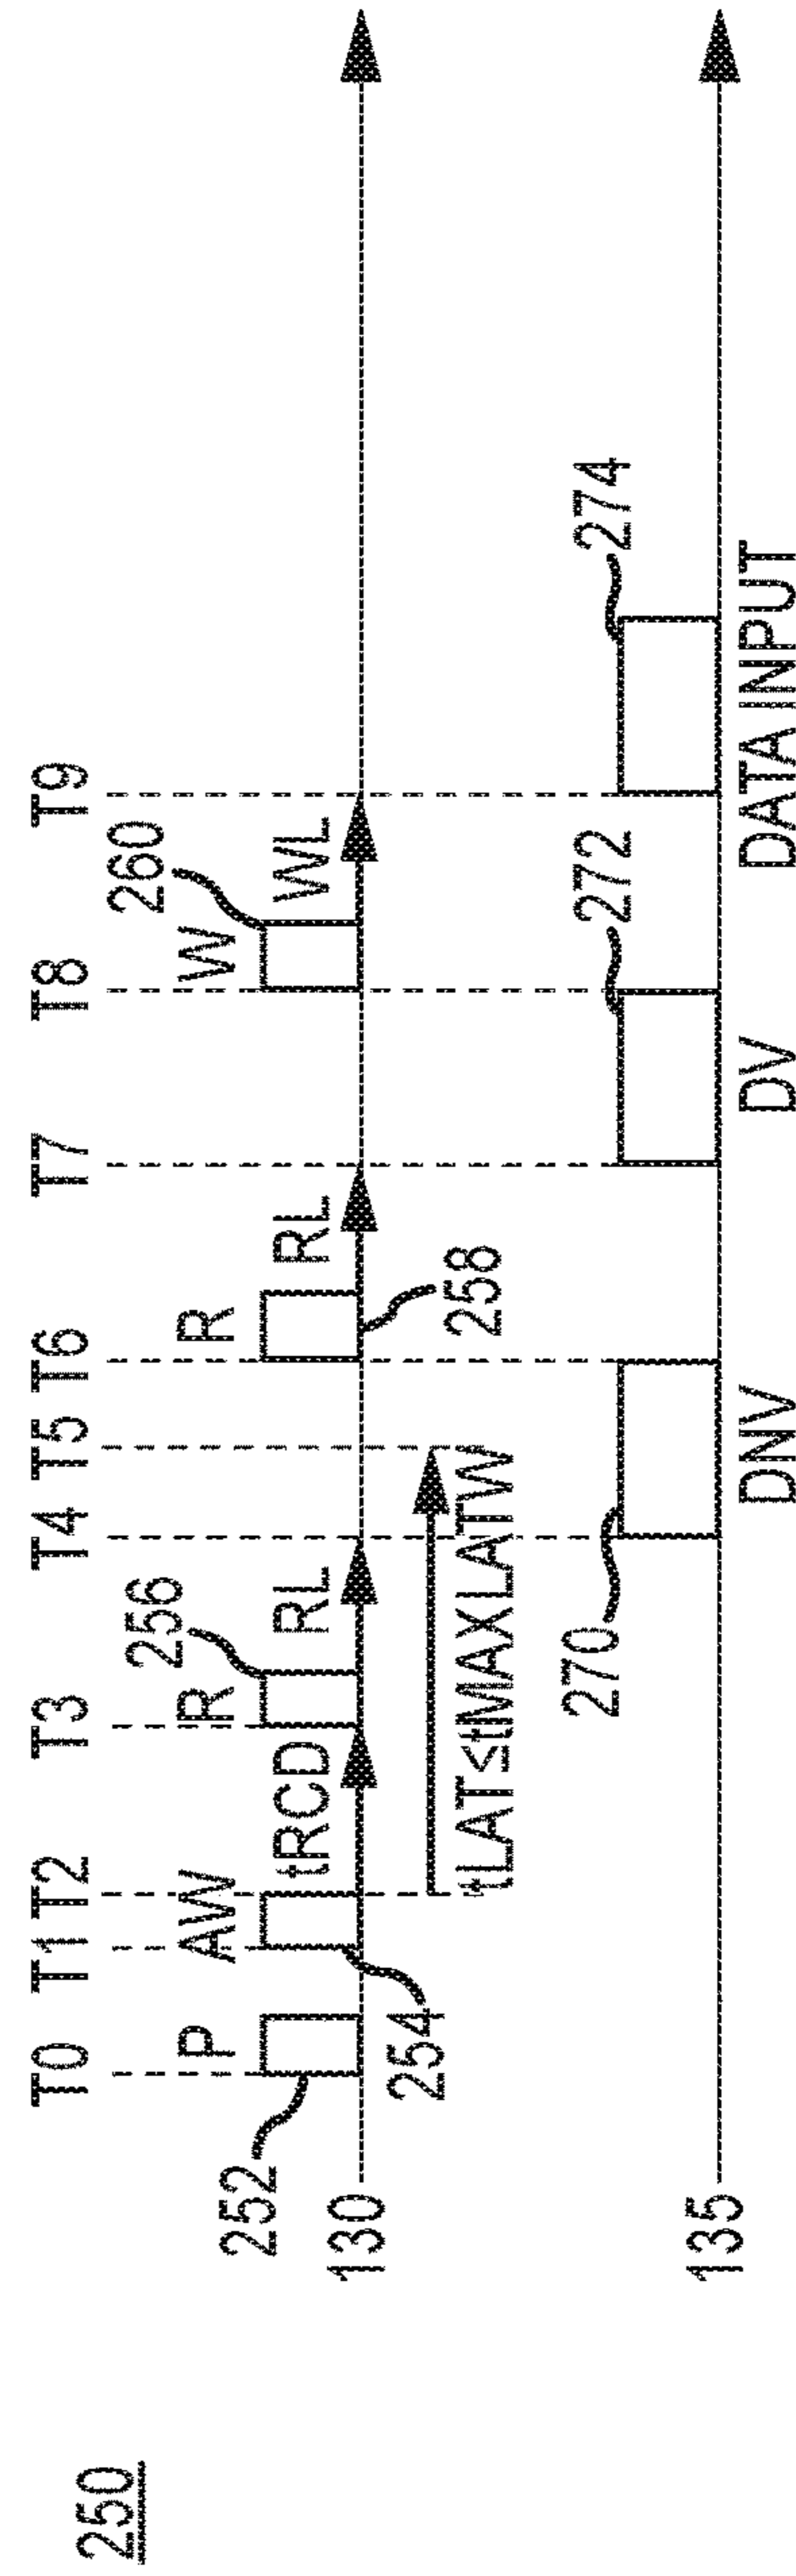 250
T0 T1 T2 T3 T4 T5 T6 T7 T8 T9
252 P AW tRCD R 256 RL R RL W 260 WL
130
254 tLAT≤tMAXLATW 258
270 272 274
135
DNV DV DATA INPUT